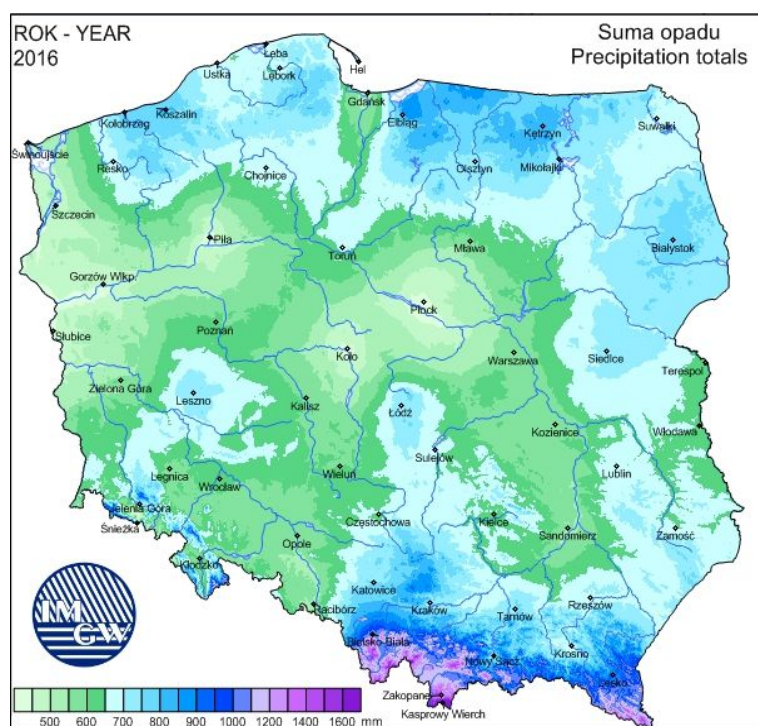 ROK - YEAR
2016
Suma opadu
Precipitation totals
Łeba
Ustka
Lębork
Hel
Gdańsk
Koszalin
Kołobrzeg
Elbląg
Kętrzyn
Suwałki
Świnoujście
Resko
Chojnice
Olsztyn
Mikołajki
Szczecin
Piła
Toruń
Mława
Białystok
Gorzów Wlkp.
Płock
Słubice
Poznań
Koło
Warszawa
Siedlce
Terespol
Zielona Góra
Leszno
Kalisz
Łódź
Kozienice
Włodawa
Sulejów
Legnica
Wrocław
Wieluń
Lublin
Jelenia Góra
Śnieżka
Częstochowa
Kielce
Sandomierz
Zamość
Opole
Kłodzko
Katowice
Racibórz
Kraków
Tarnów
Rzeszów
Bielsko-Biała
Nowy Sącz
Krosno
Lesko
Zakopane
Kasprowy Wierch
IM
GW
500 600 700 800 900 1000 1200 1400 1600 mm